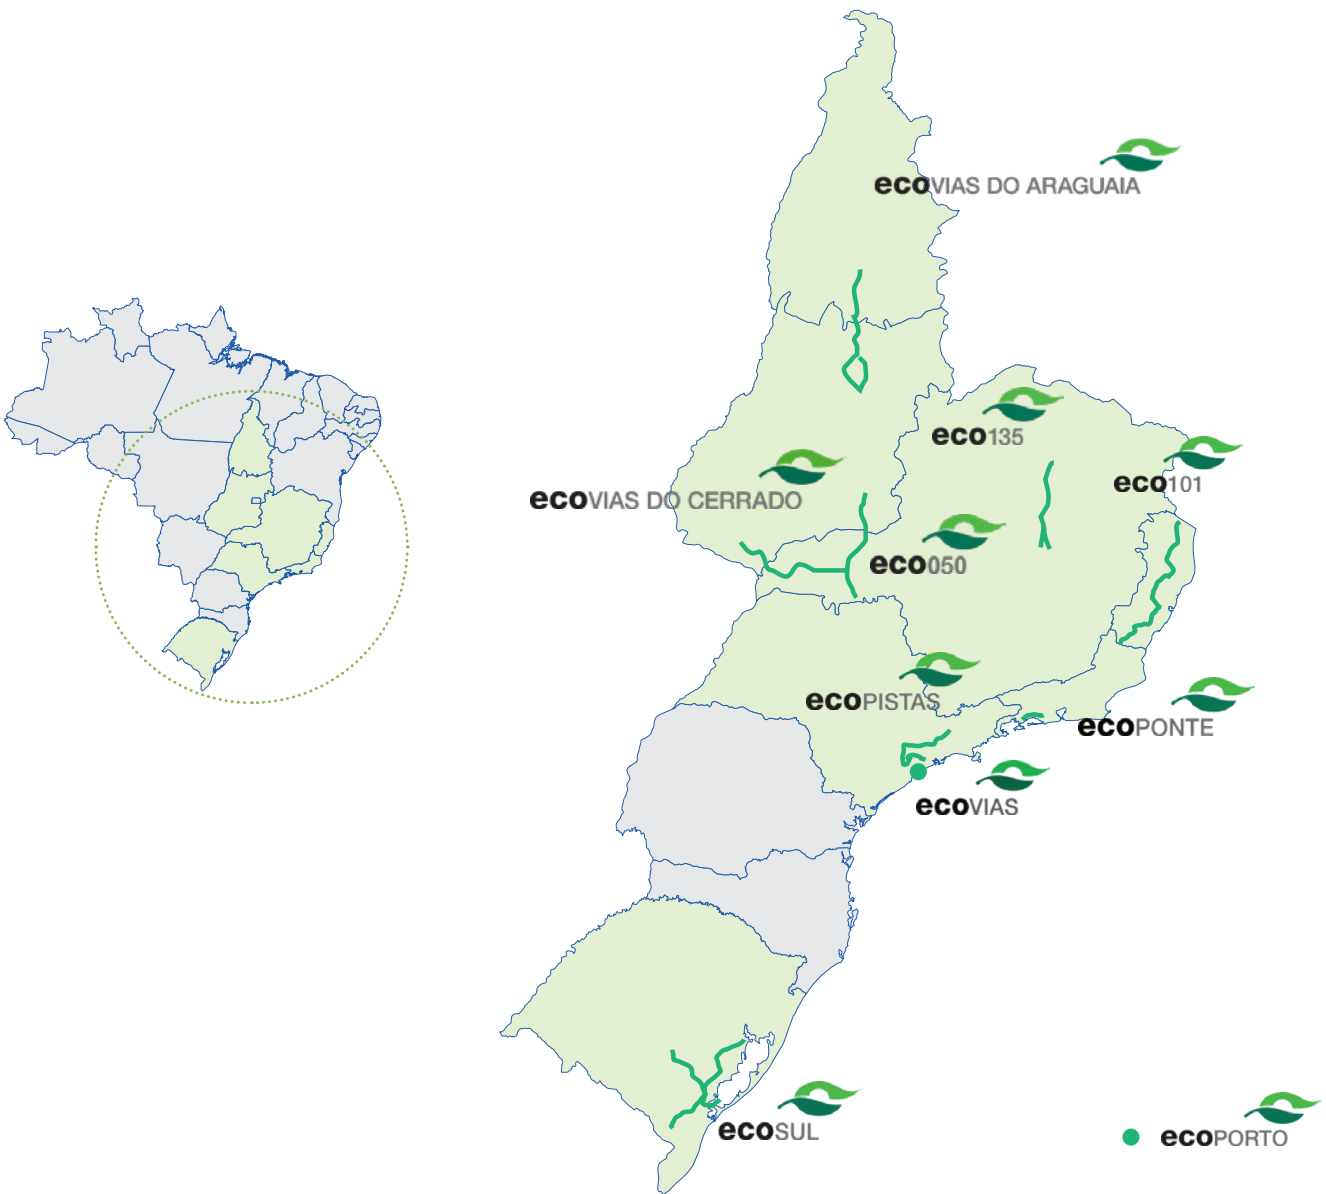 ecoVIAS DO ARAGUAIA
eco135
eco101
ecoVIAS DO CERRADO
eco050
ecoPISTAS
ecoPONTE
ecoVIAS
ecoSUL
ecoPORTO